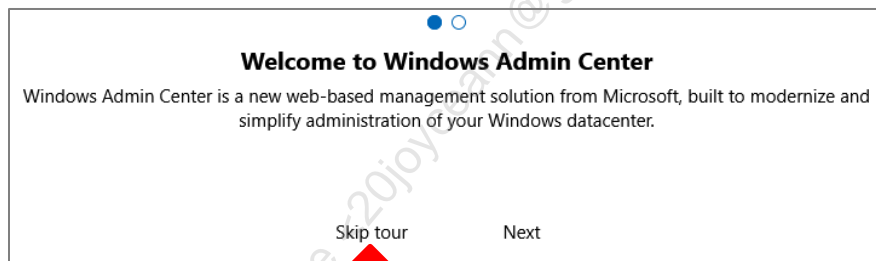 Welcome to Windows Admin Center
Windows Admin Center is a new web-based management solution from Microsoft, built to modernize and
simplify administration of your Windows datacenter.
Skip tour Next